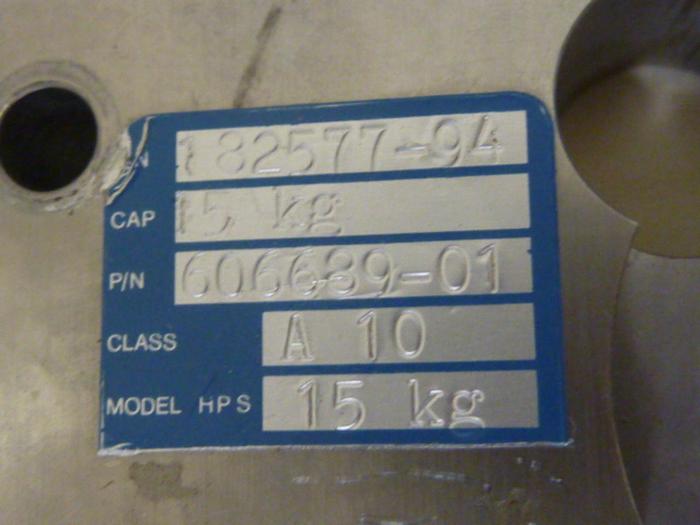 N 182577-94
CAP 15 kg
P/N 606689-01
CLASS A 10
MODEL HPS 15 kg